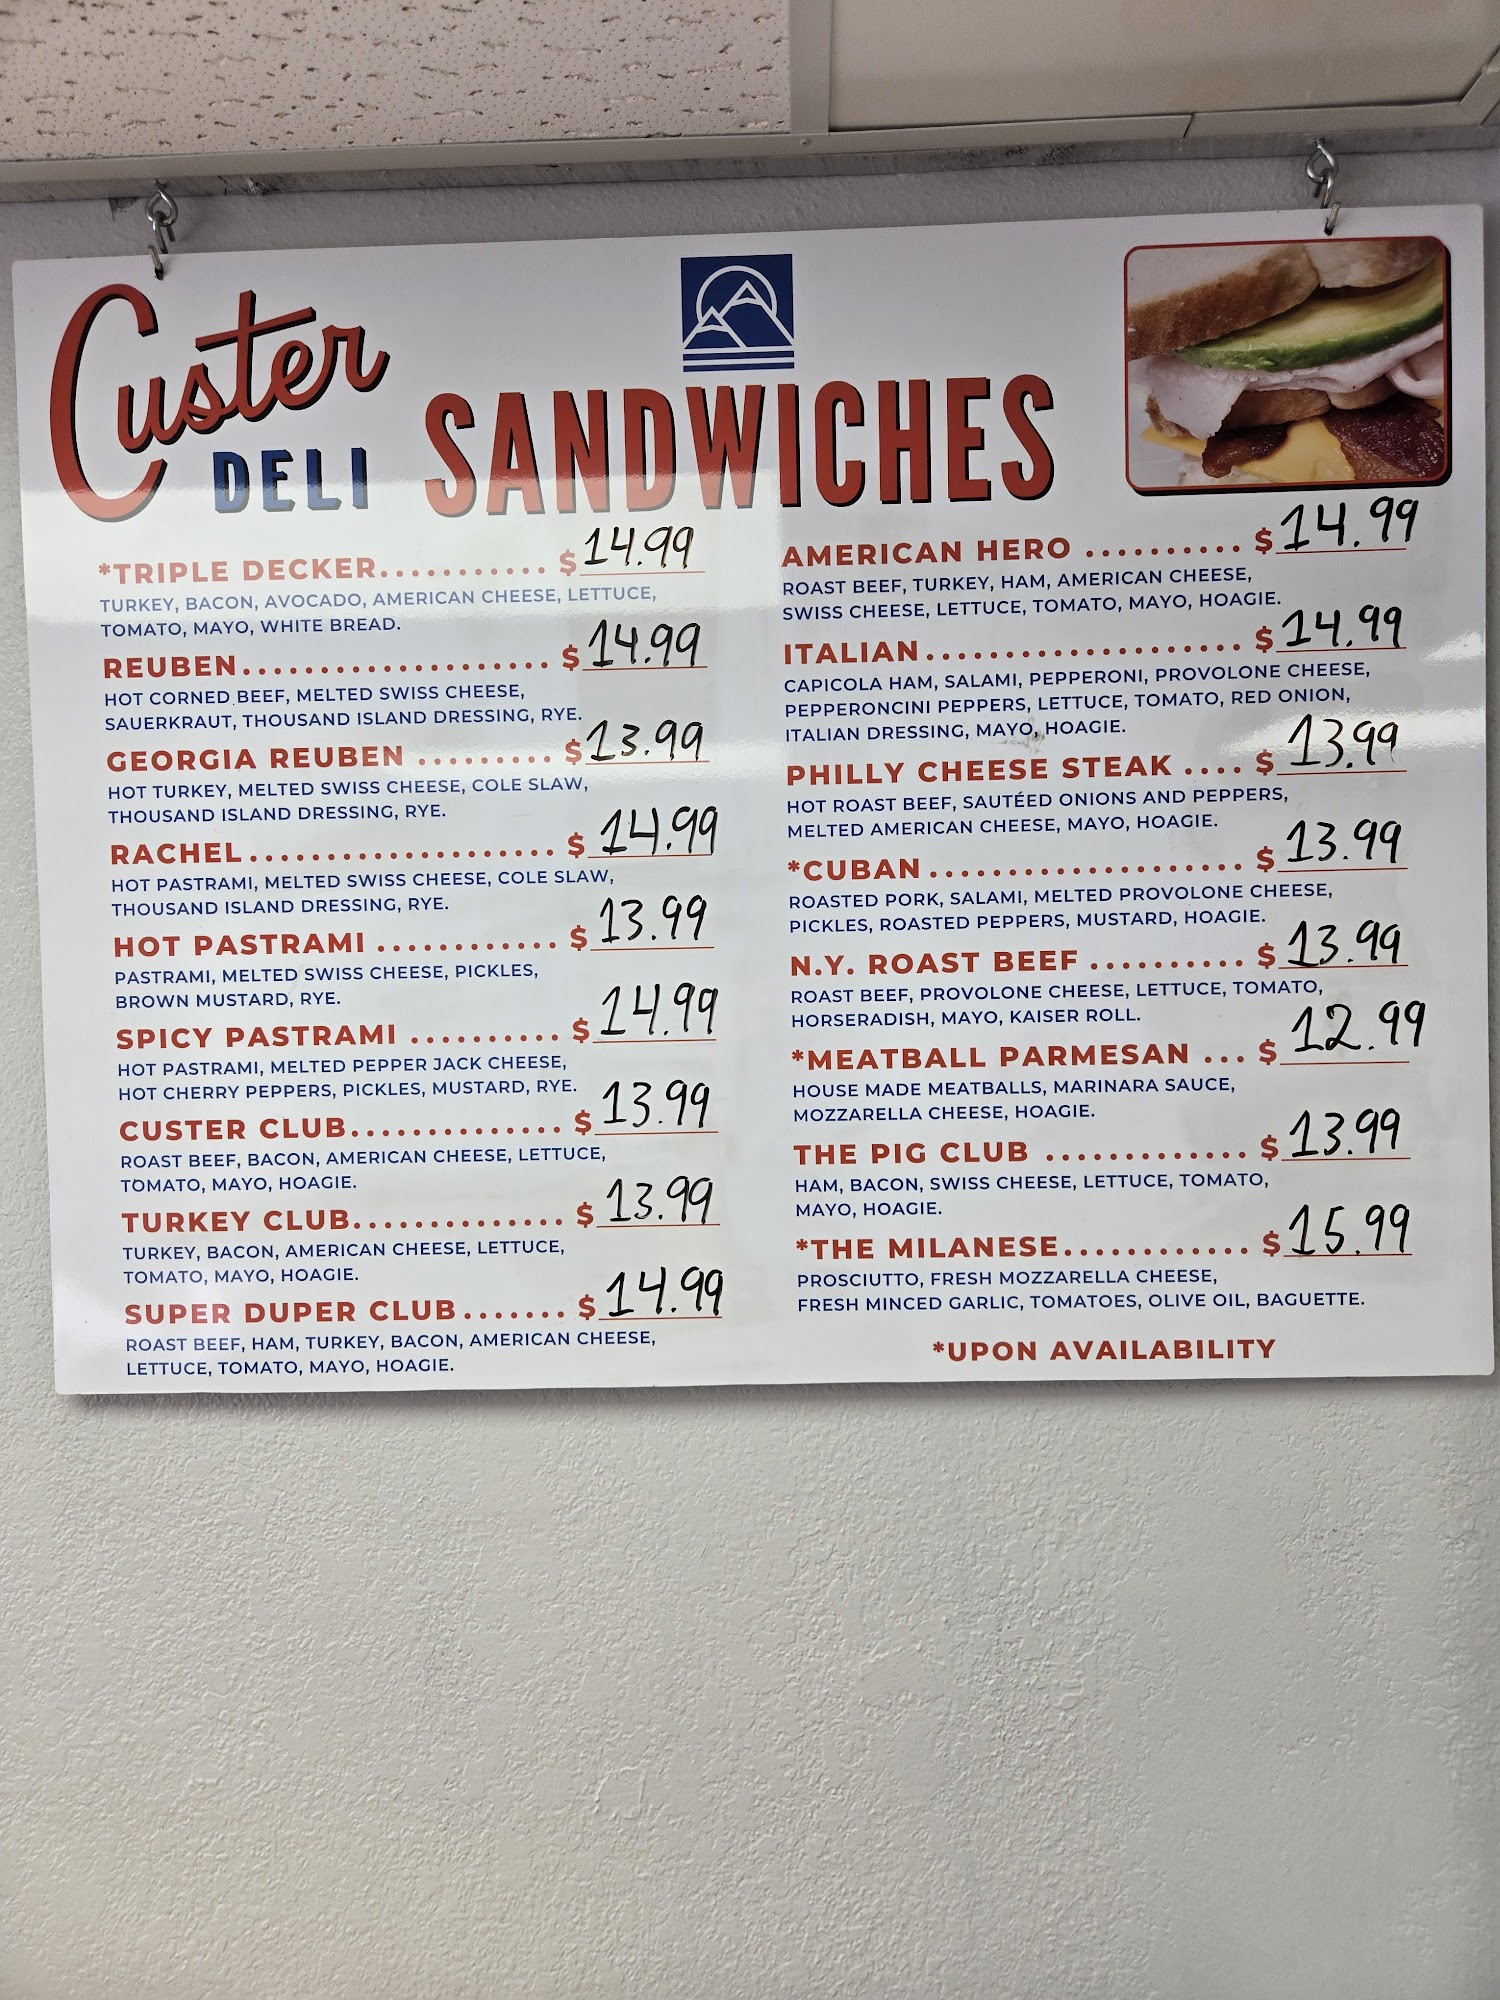 Custer
DELI
SANDWICHES
*TRIPLE DECKER........... $14.99
TURKEY, BACON, AVOCADO, AMERICAN CHEESE, LETTUCE,
TOMATO, MAYO, WHITE BREAD.
REUBEN.................... $14.99
HOT CORNED BEEF, MELTED SWISS CHEESE,
SAUERKRAUT, THOUSAND ISLAND DRESSING, RYE.
GEORGIA REUBEN ......... $13.99
HOT TURKEY, MELTED SWISS CHEESE, COLE SLAW,
THOUSAND ISLAND DRESSING, RYE.
RACHEL.................... $14.99
HOT PASTRAMI, MELTED SWISS CHEESE, COLE SLAW,
THOUSAND ISLAND DRESSING, RYE.
HOT PASTRAMI ............ $13.99
PASTRAMI, MELTED SWISS CHEESE, PICKLES,
BROWN MUSTARD, RYE.
SPICY PASTRAMI .......... $14.99
HOT PASTRAMI, MELTED PEPPER JACK CHEESE,
HOT CHERRY PEPPERS, PICKLES, MUSTARD, RYE.
CUSTER CLUB.............. $13.99
ROAST BEEF, BACON, AMERICAN CHEESE, LETTUCE,
TOMATO, MAYO, HOAGIE.
TURKEY CLUB.............. $13.99
TURKEY, BACON, AMERICAN CHEESE, LETTUCE,
TOMATO, MAYO, HOAGIE.
SUPER DUPER CLUB....... $14.99
ROAST BEEF, HAM, TURKEY, BACON, AMERICAN CHEESE,
LETTUCE, TOMATO, MAYO, HOAGIE.
AMERICAN HERO .......... $14.99
ROAST BEEF, TURKEY, HAM, AMERICAN CHEESE,
SWISS CHEESE, LETTUCE, TOMATO, MAYO, HOAGIE.
ITALIAN..................... $14.99
CAPICOLA HAM, SALAMI, PEPPERONI, PROVOLONE CHEESE,
PEPPERONCINI PEPPERS, LETTUCE, TOMATO, RED ONION,
ITALIAN DRESSING, MAYO, HOAGIE.
PHILLY CHEESE STEAK .... $13.99
HOT ROAST BEEF, SAUTÉED ONIONS AND PEPPERS,
MELTED AMERICAN CHEESE, MAYO, HOAGIE.
*CUBAN..................... $13.99
ROASTED PORK, SALAMI, MELTED PROVOLONE CHEESE,
PICKLES, ROASTED PEPPERS, MUSTARD, HOAGIE.
N.Y. ROAST BEEF .......... $13.99
ROAST BEEF, PROVOLONE CHEESE, LETTUCE, TOMATO,
HORSERADISH, MAYO, KAISER ROLL.
*MEATBALL PARMESAN ... $12.99
HOUSE MADE MEATBALLS, MARINARA SAUCE,
MOZZARELLA CHEESE, HOAGIE.
THE PIG CLUB ............. $13.99
HAM, BACON, SWISS CHEESE, LETTUCE, TOMATO,
MAYO, HOAGIE.
*THE MILANESE............ $15.99
PROSCIUTTO, FRESH MOZZARELLA CHEESE,
FRESH MINCED GARLIC, TOMATOES, OLIVE OIL, BAGUETTE.
*UPON AVAILABILITY